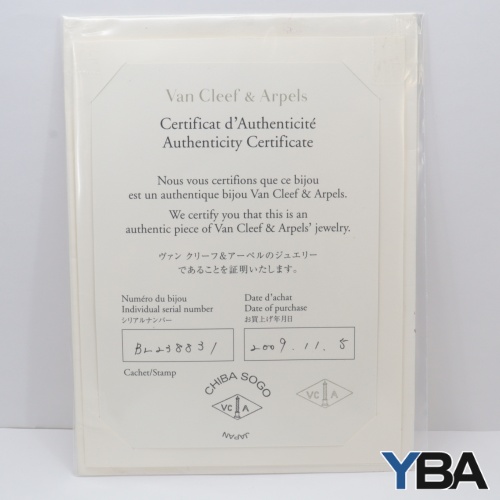 Van Cleef & Arpels
Certificat d'Authenticité
Authenticity Certificate
Nous vous certifions que ce bijou
est un authentique bijou Van Cleef & Arpels.
We certify you that this is an
authentic piece of Van Cleef & Arpels' jewelry.
ヴァン クリーフ&アーペルのジュエリー
であることを証明いたします。
Numéro du bijou
Individual serial number
シリアルナンバー
BL238831
Date d'achat
Date of purchase
お買上げ年月日
2009.11.5
Cachet/Stamp
CHIBA SOGO
VC A
JAPAN
VC A
YBA